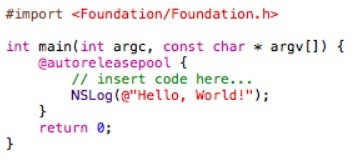 #import <Foundation/Foundation.h>
int main(int argc, const char * argv[]) {
    @autoreleasepool {
        // insert code here...
        NSLog(@"Hello, World!");
    }
    return 0;
}